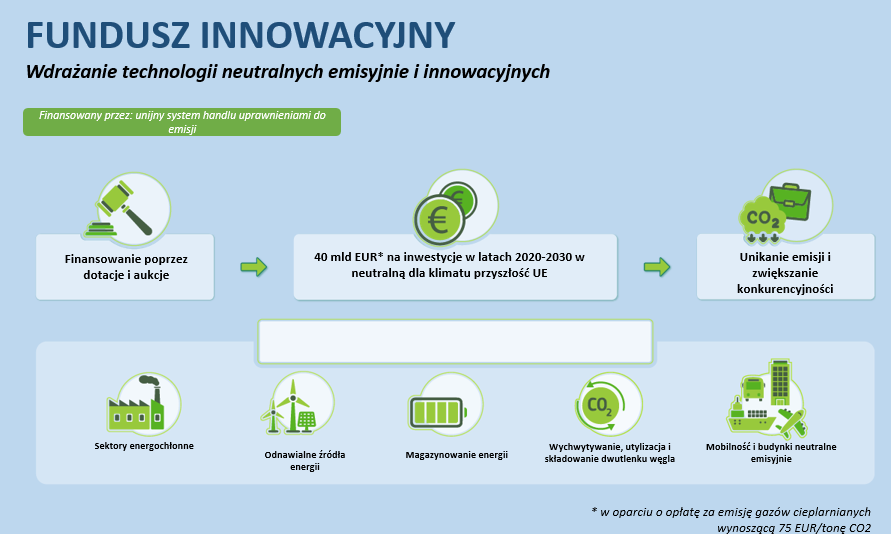 FUNDUSZ INNOWACYJNY
Wdrażanie technologii neutralnych emisyjnie i innowacyjnych
Finansowany przez: unijny system handlu uprawnieniami do
emisji
Finansowanie poprzez
dotacje i aukcje
€
€
40 mld EUR* na inwestycje w latach 2020-2030 w
neutralną dla klimatu przyszłość UE
CO2
Unikanie emisji i
zwiększanie
konkurencyjności
Sektory energochłonne
Odnawialne źródła
energii
Magazynowanie energii
CO2
Wychwytywanie, utylizacja i
składowanie dwutlenku węgla
Mobilność i budynki neutralne
emisyjnie
* w oparciu o opłatę za emisję gazów cieplarnianych
wynoszącą 75 EUR/tonę CO2